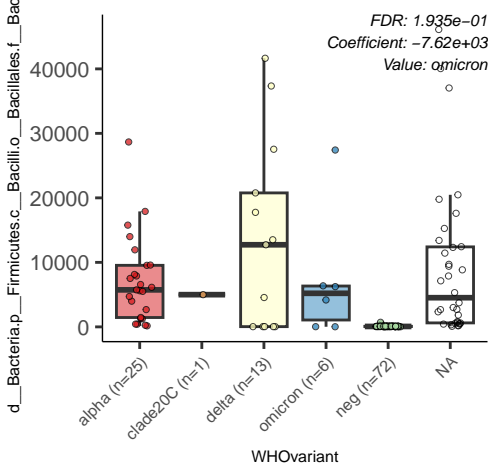 FDR: 1.935e−01
Coefficient: −7.62e+03
Value: omicron
d__Bacteria.p__Firmicutes.c__Bacilli.o__Bacillales.f__Bac
40000
30000
20000
10000
0
alpha (n=25)
clade20C (n=1)
delta (n=13)
omicron (n=6)
neg (n=72)
NA
WHOvariant